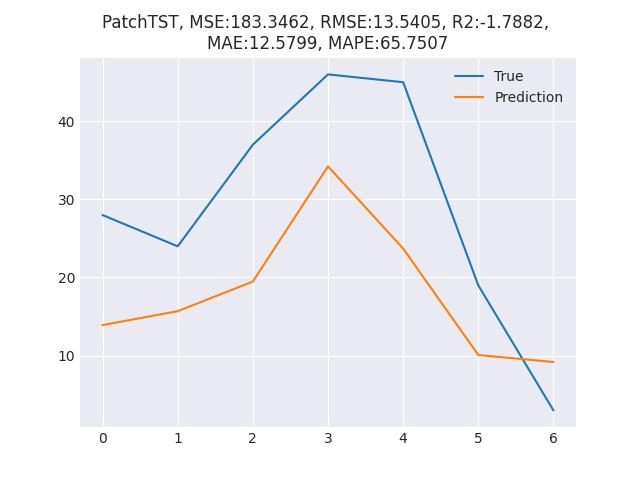 PatchTST, MSE:183.3462, RMSE:13.5405, R2:-1.7882,
MAE:12.5799, MAPE:65.7507
True
Prediction
40
30
20
10
0 1 2 3 4 5 6